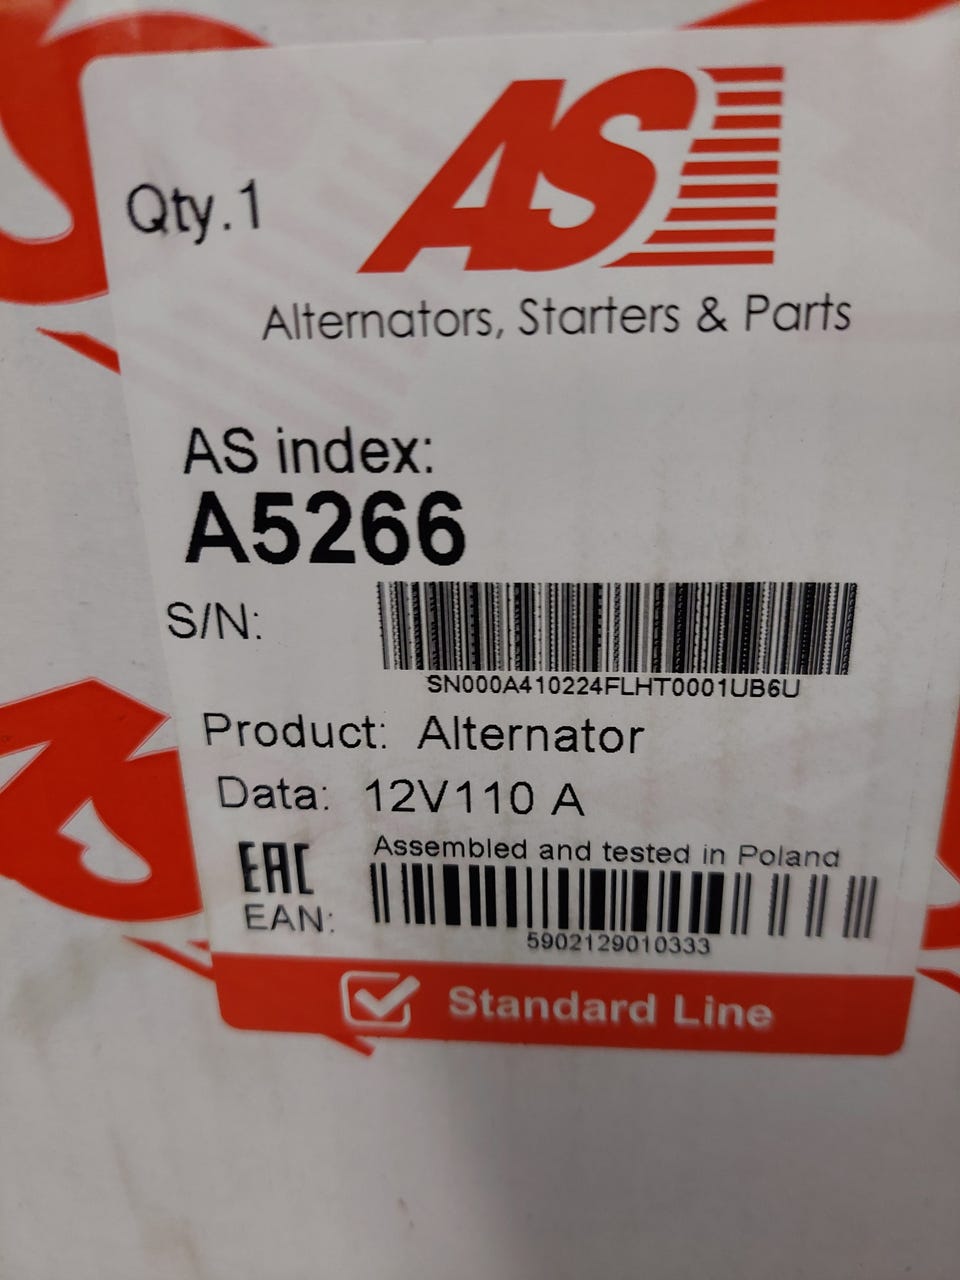 Qty.1
AS
Alternators, Starters & Parts
AS index:
A5266
S/N:
SN000A410224FLHT0001UB6U
Product: Alternator
Data: 12V110 A
EAC
Assembled and tested in Poland
EAN:
5902129010333
Standard Line